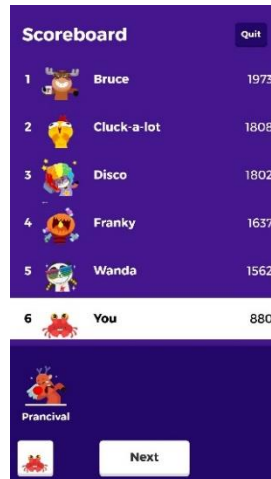 Scoreboard Quit
1 Bruce 1973
2 Cluck-a-lot 1808
3 Disco 1802
4 Franky 1637
5 Wanda 1562
6 You 880
Prancival
Next